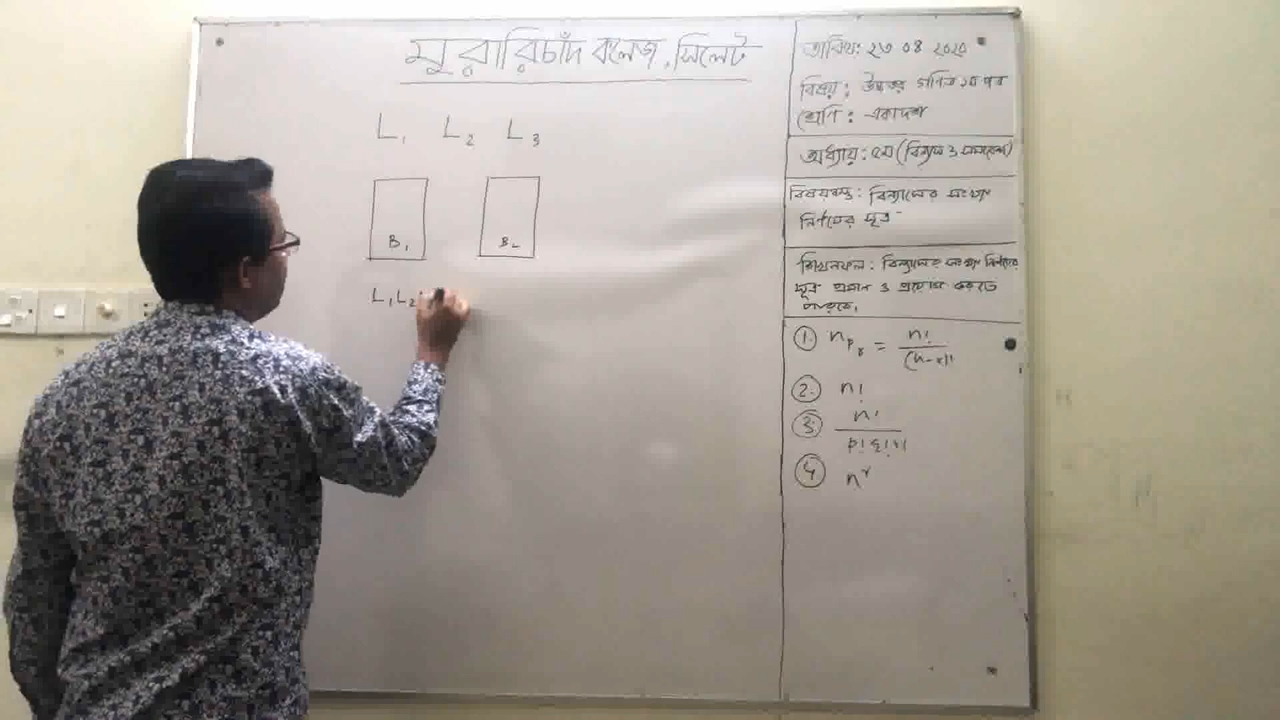 মুরারিচাঁদ কলেজ, সিলেট
L₁ L₂ L₃
B₁ B₂
L₁L₂
তারিখ: ২৩ ০৪ ২০২০
বিষয়: উচ্চতর গণিত ১ম পত্র
শ্রেণি: একাদশ
অধ্যায়: ৫ম (বিন্যাস ও সমাবেশ)
বিষয়বস্তু: বিন্যাসের সংখ্যা
নির্ণয়ের সূত্র
শিখনফল: বিন্যাসের সংখ্যা নির্ণয়ের
সূত্র প্রমাণ ও প্রয়োগ করতে
পারবে।
① nPr = n!/(n-r)!
② n!
③ n!/(p! q! r!)
④ nʳ